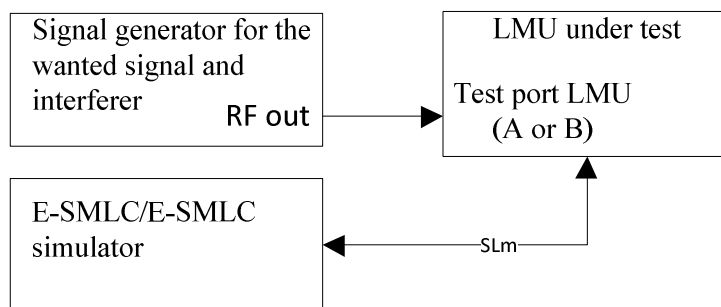 Signal generator for the
wanted signal and
interferer
RF out
LMU under test
Test port LMU
(A or B)
E-SMLC/E-SMLC
simulator
SLm